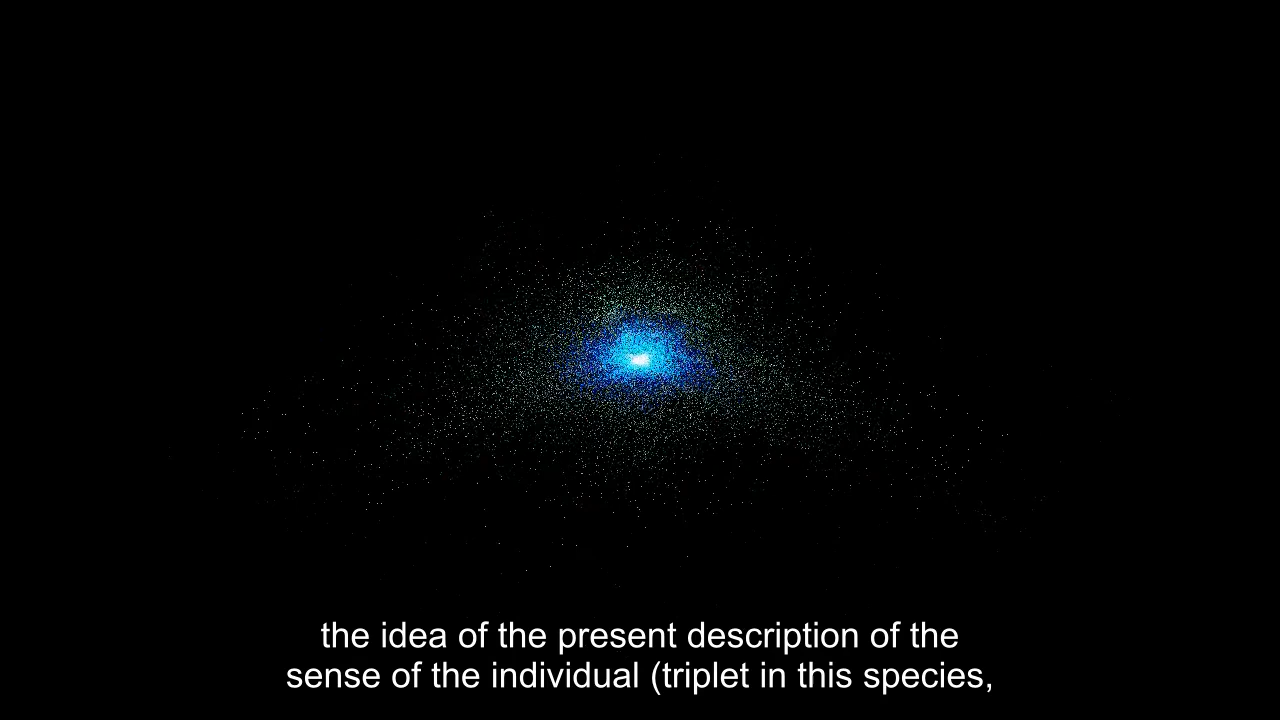 the idea of the present description of the
sense of the individual (triplet in this species,